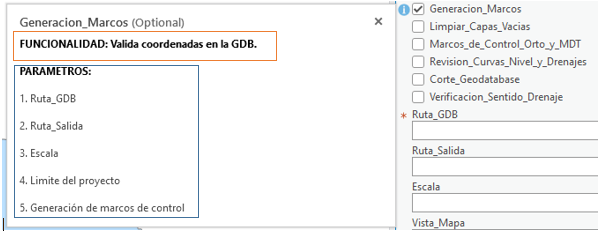 Generacion_Marcos (Optional)
FUNCIONALIDAD: Valida coordenadas en la GDB.
PARAMETROS:
1. Ruta_GDB
2. Ruta_Salida
3. Escala
4. Limite del proyecto
5. Generación de marcos de control
Generacion_Marcos
Limpiar_Capas_Vacias
Marcos_de_Control_Orto_y_MDT
Revision_Curvas_Nivel_y_Drenajes
Corte_Geodatabase
Verificacion_Sentido_Drenaje
* Ruta_GDB
Ruta_Salida
Escala
Vista_Mapa